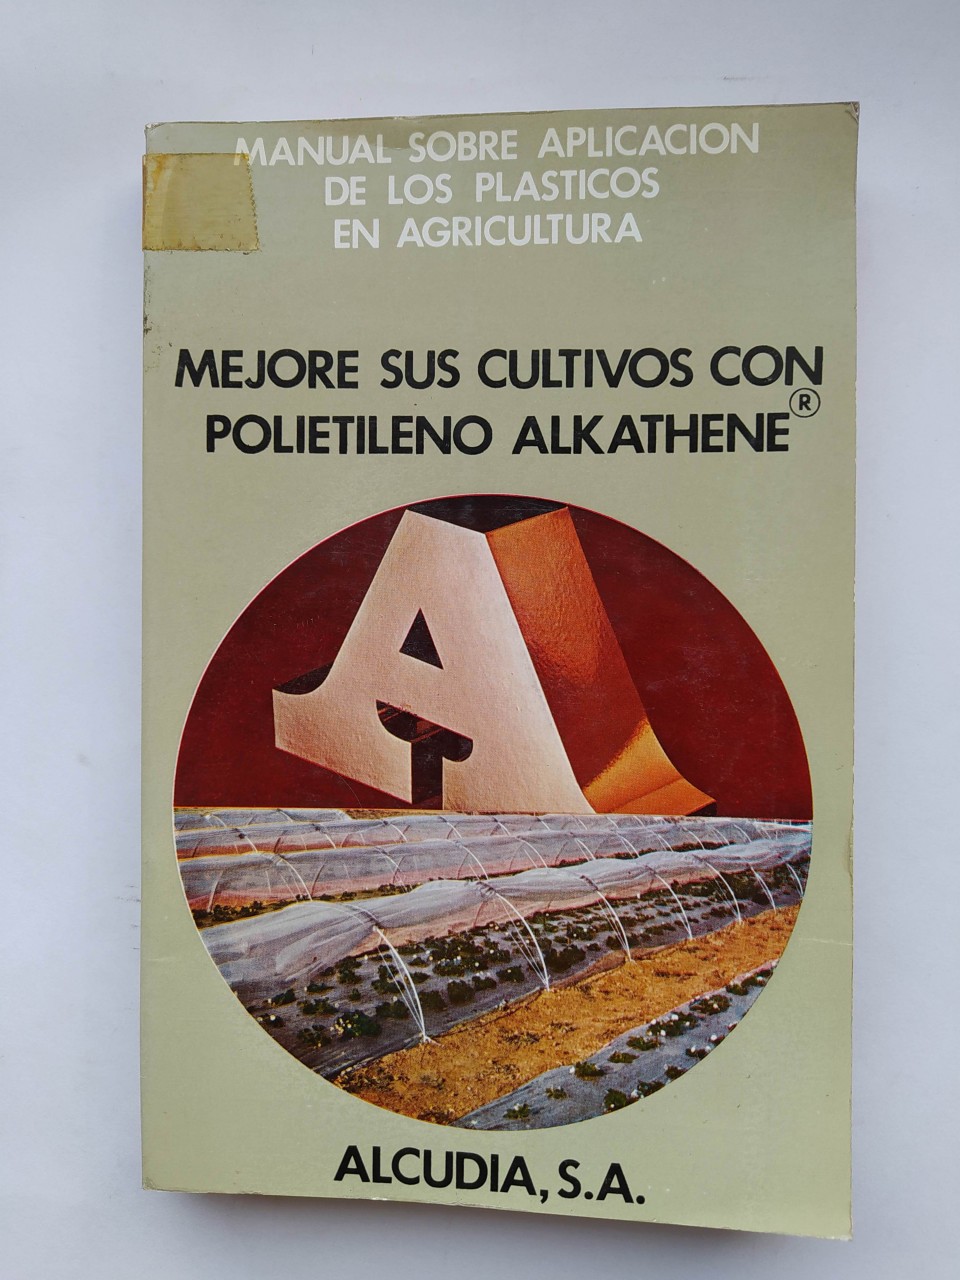 MANUAL SOBRE APLICACION
DE LOS PLASTICOS
EN AGRICULTURA
MEJORE SUS CULTIVOS CON
POLIETILENO ALKATHENE®
A
ALCUDIA, S.A.